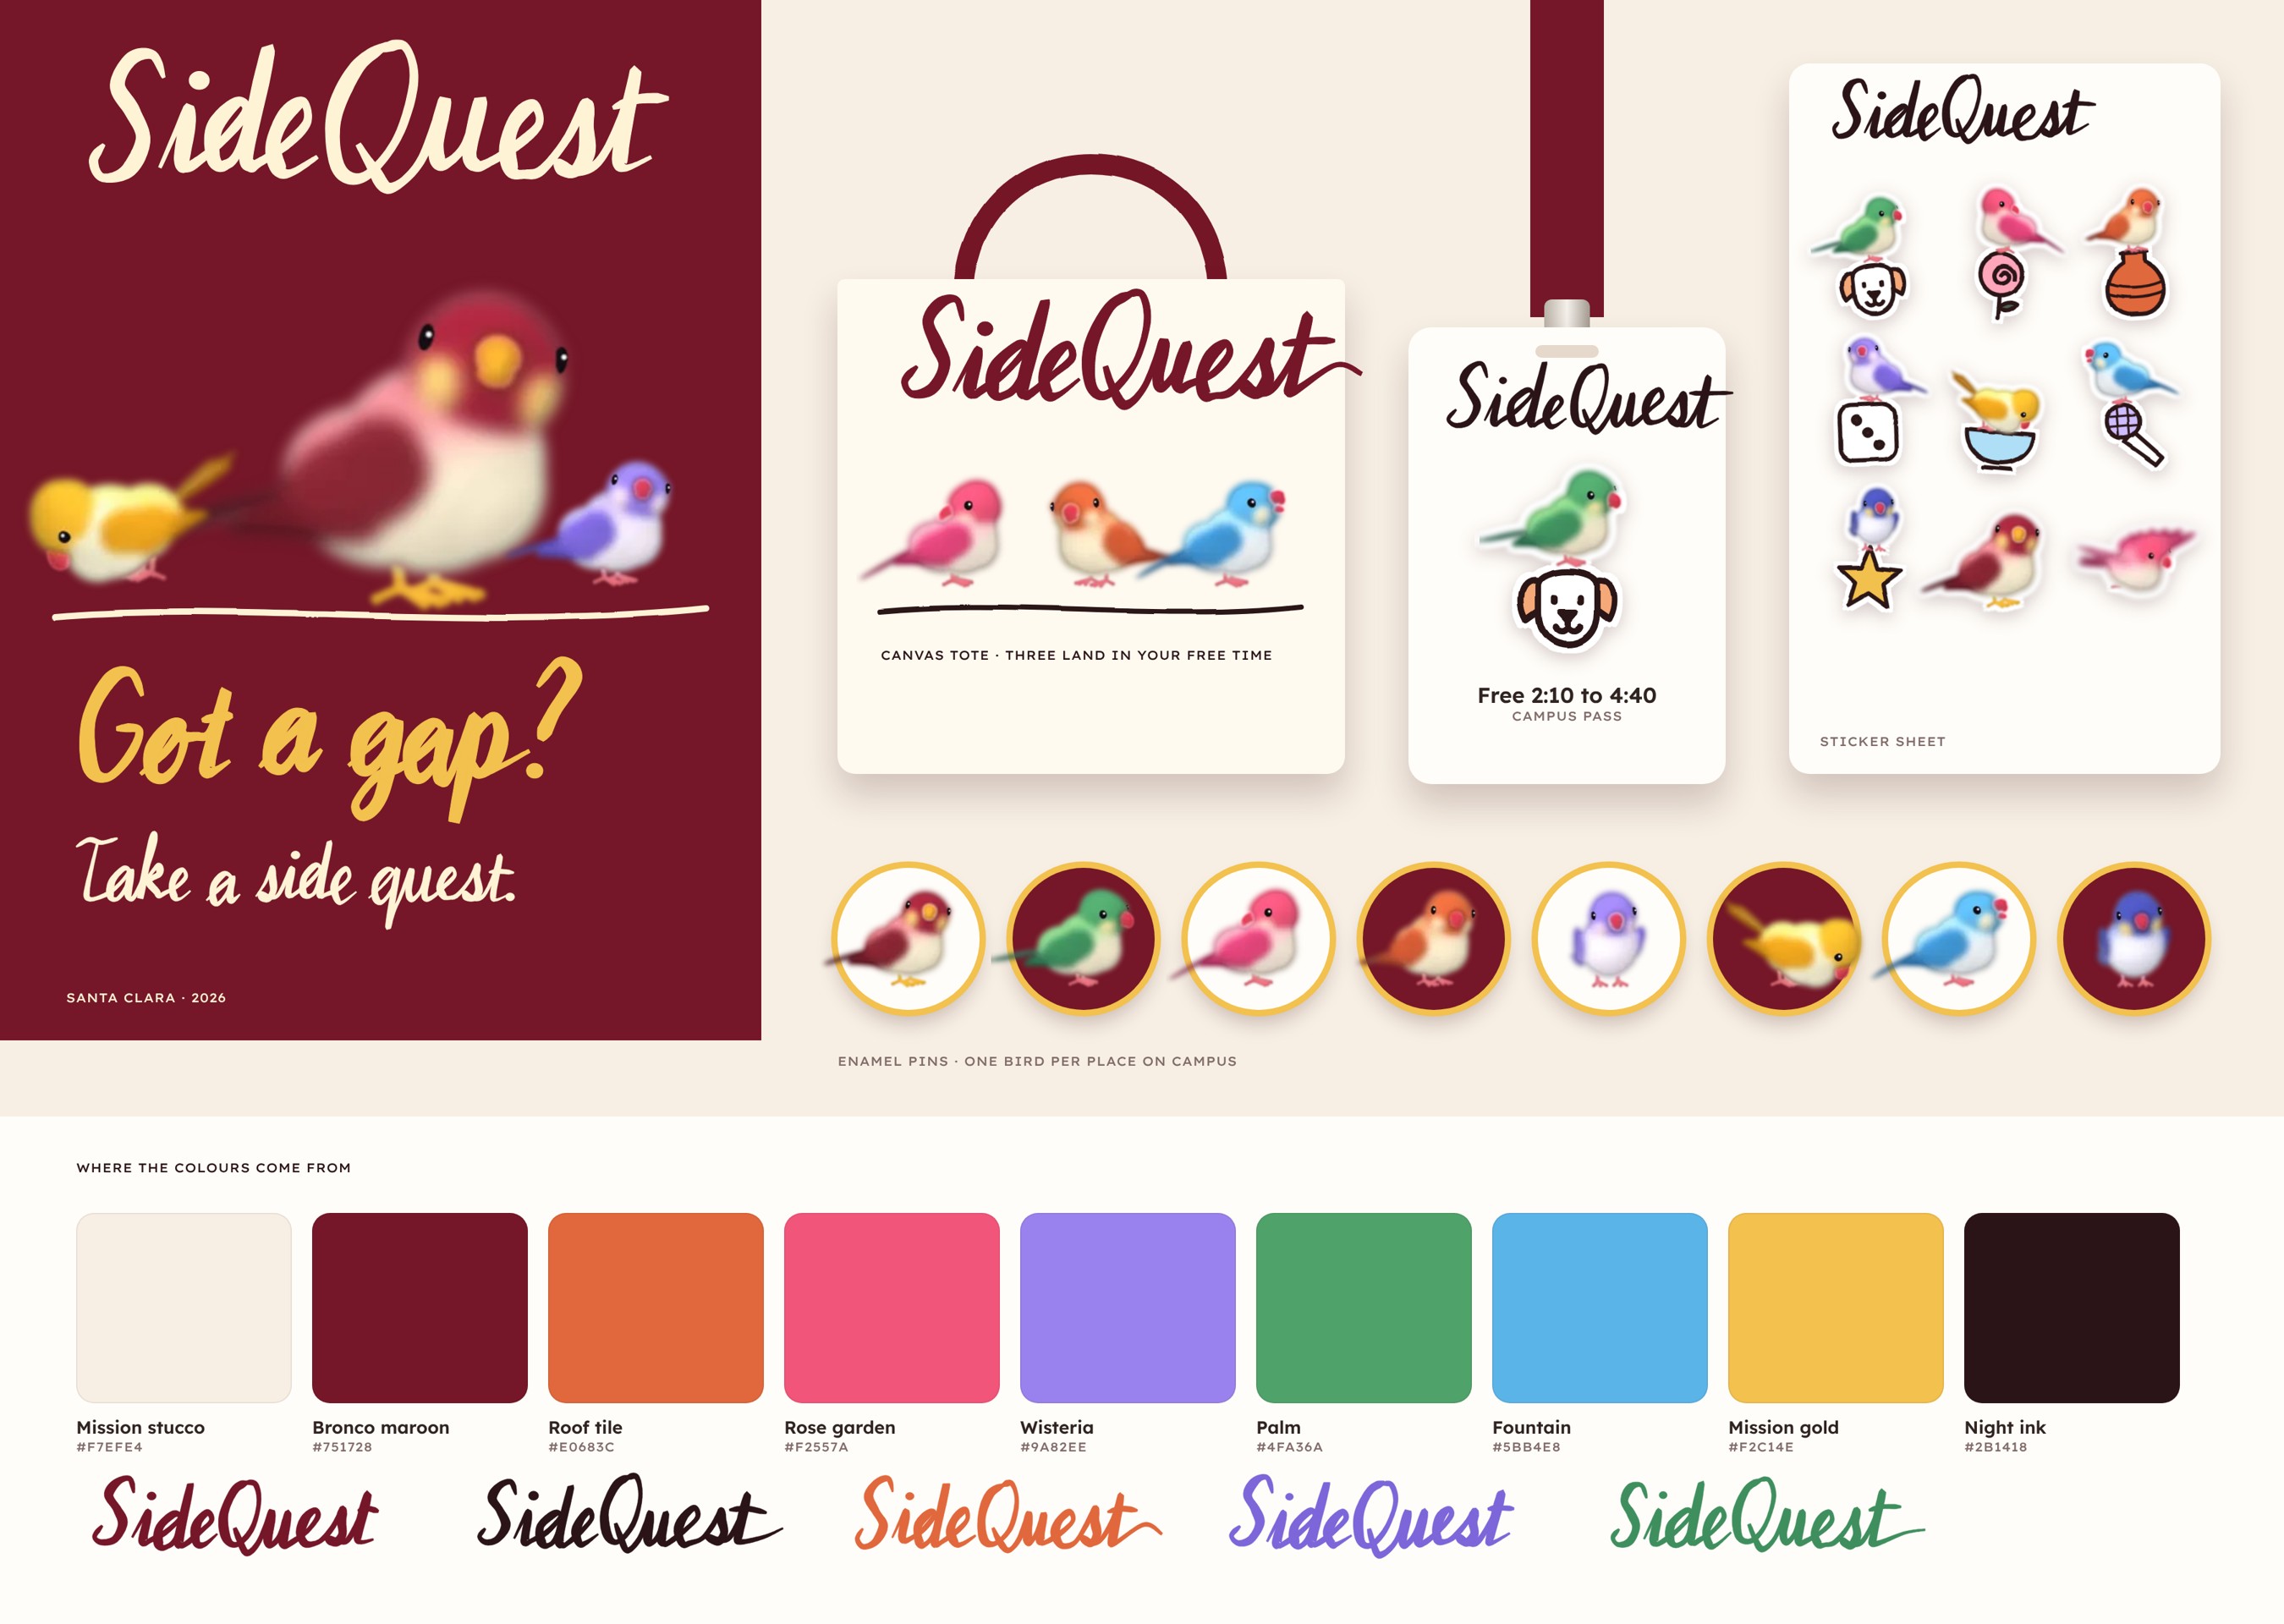 SideQuest
Got a gap?
Take a side quest.
SANTA CLARA · 2026
SideQuest
CANVAS TOTE · THREE LAND IN YOUR FREE TIME
SideQuest
Free 2:10 to 4:40
CAMPUS PASS
SideQuest
STICKER SHEET
ENAMEL PINS · ONE BIRD PER PLACE ON CAMPUS
WHERE THE COLOURS COME FROM
Mission stucco
#F7EFE4
Bronco maroon
#751728
Roof tile
#E0683C
Rose garden
#F2557A
Wisteria
#9A82EE
Palm
#4FA36A
Fountain
#5BB4E8
Mission gold
#F2C14E
Night ink
#2B1418
SideQuest
SideQuest
SideQuest
SideQuest
SideQuest